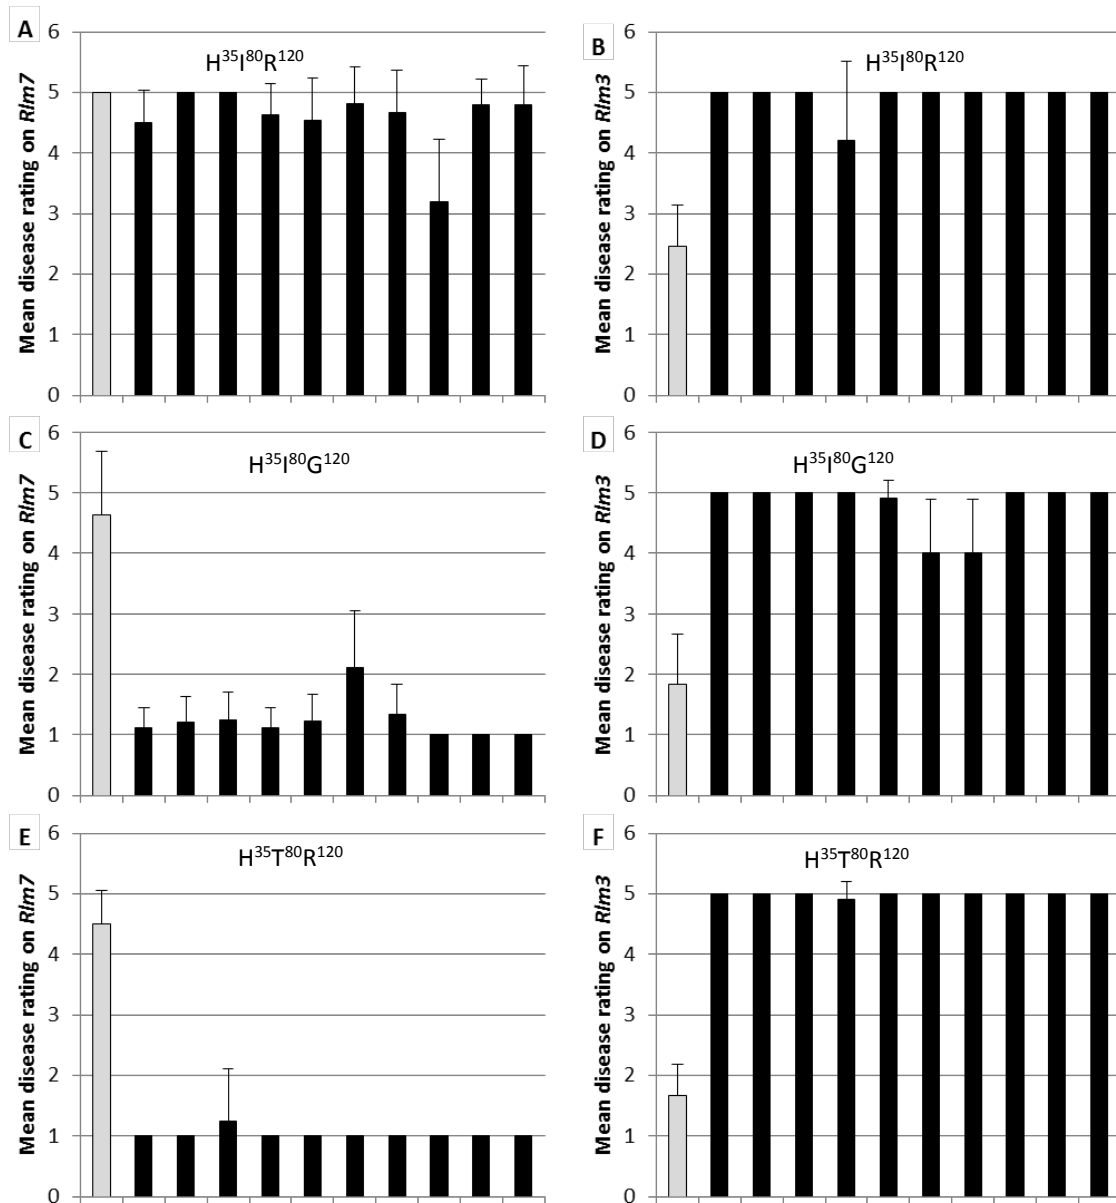 A
H³⁵I⁸⁰R¹²⁰
Mean disease rating on Rlm7
6
5
4
3
2
1
0
B
H³⁵I⁸⁰R¹²⁰
Mean disease rating on Rlm3
6
5
4
3
2
1
0
C
H³⁵I⁸⁰G¹²⁰
Mean disease rating on Rlm7
6
5
4
3
2
1
0
D
H³⁵I⁸⁰G¹²⁰
Mean disease rating on Rlm3
6
5
4
3
2
1
0
E
H³⁵T⁸⁰R¹²⁰
Mean disease rating on Rlm7
6
5
4
3
2
1
0
F
H³⁵T⁸⁰R¹²⁰
Mean disease rating on Rlm3
6
5
4
3
2
1
0